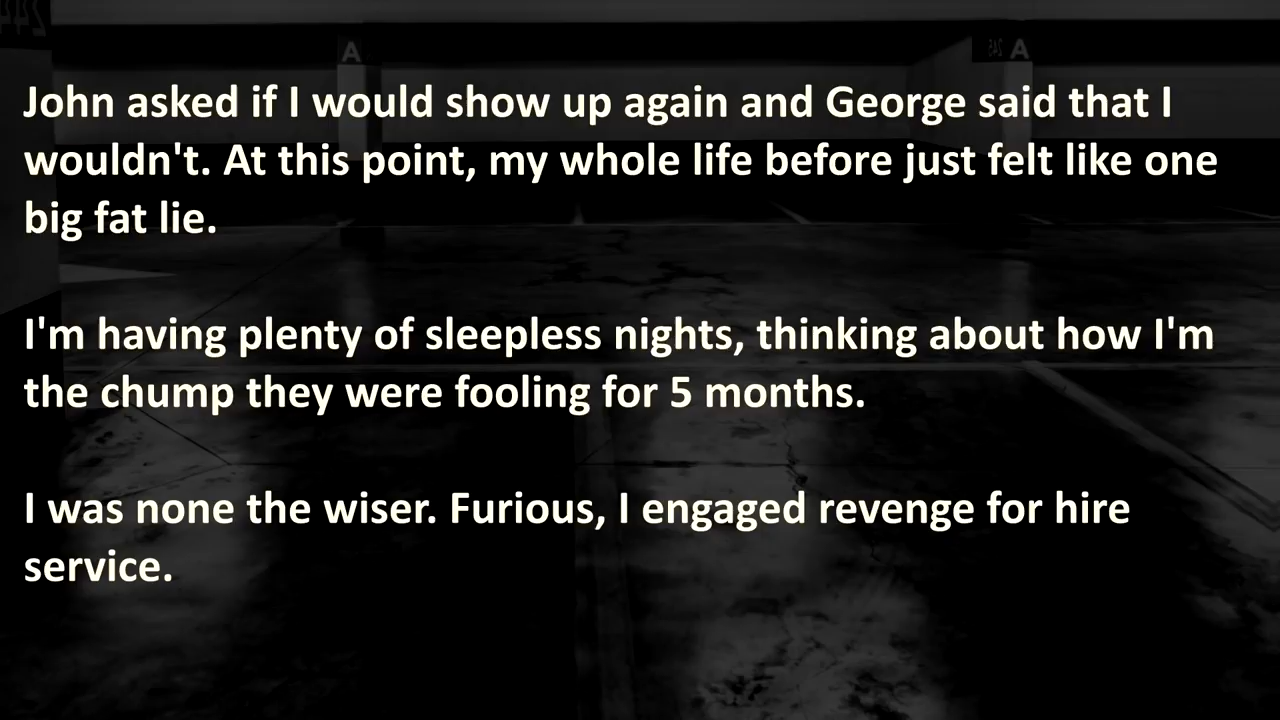 A
A
John asked if I would show up again and George said that I
wouldn't. At this point, my whole life before just felt like one
big fat lie.
I'm having plenty of sleepless nights, thinking about how I'm
the chump they were fooling for 5 months.
I was none the wiser. Furious, I engaged revenge for hire
service.